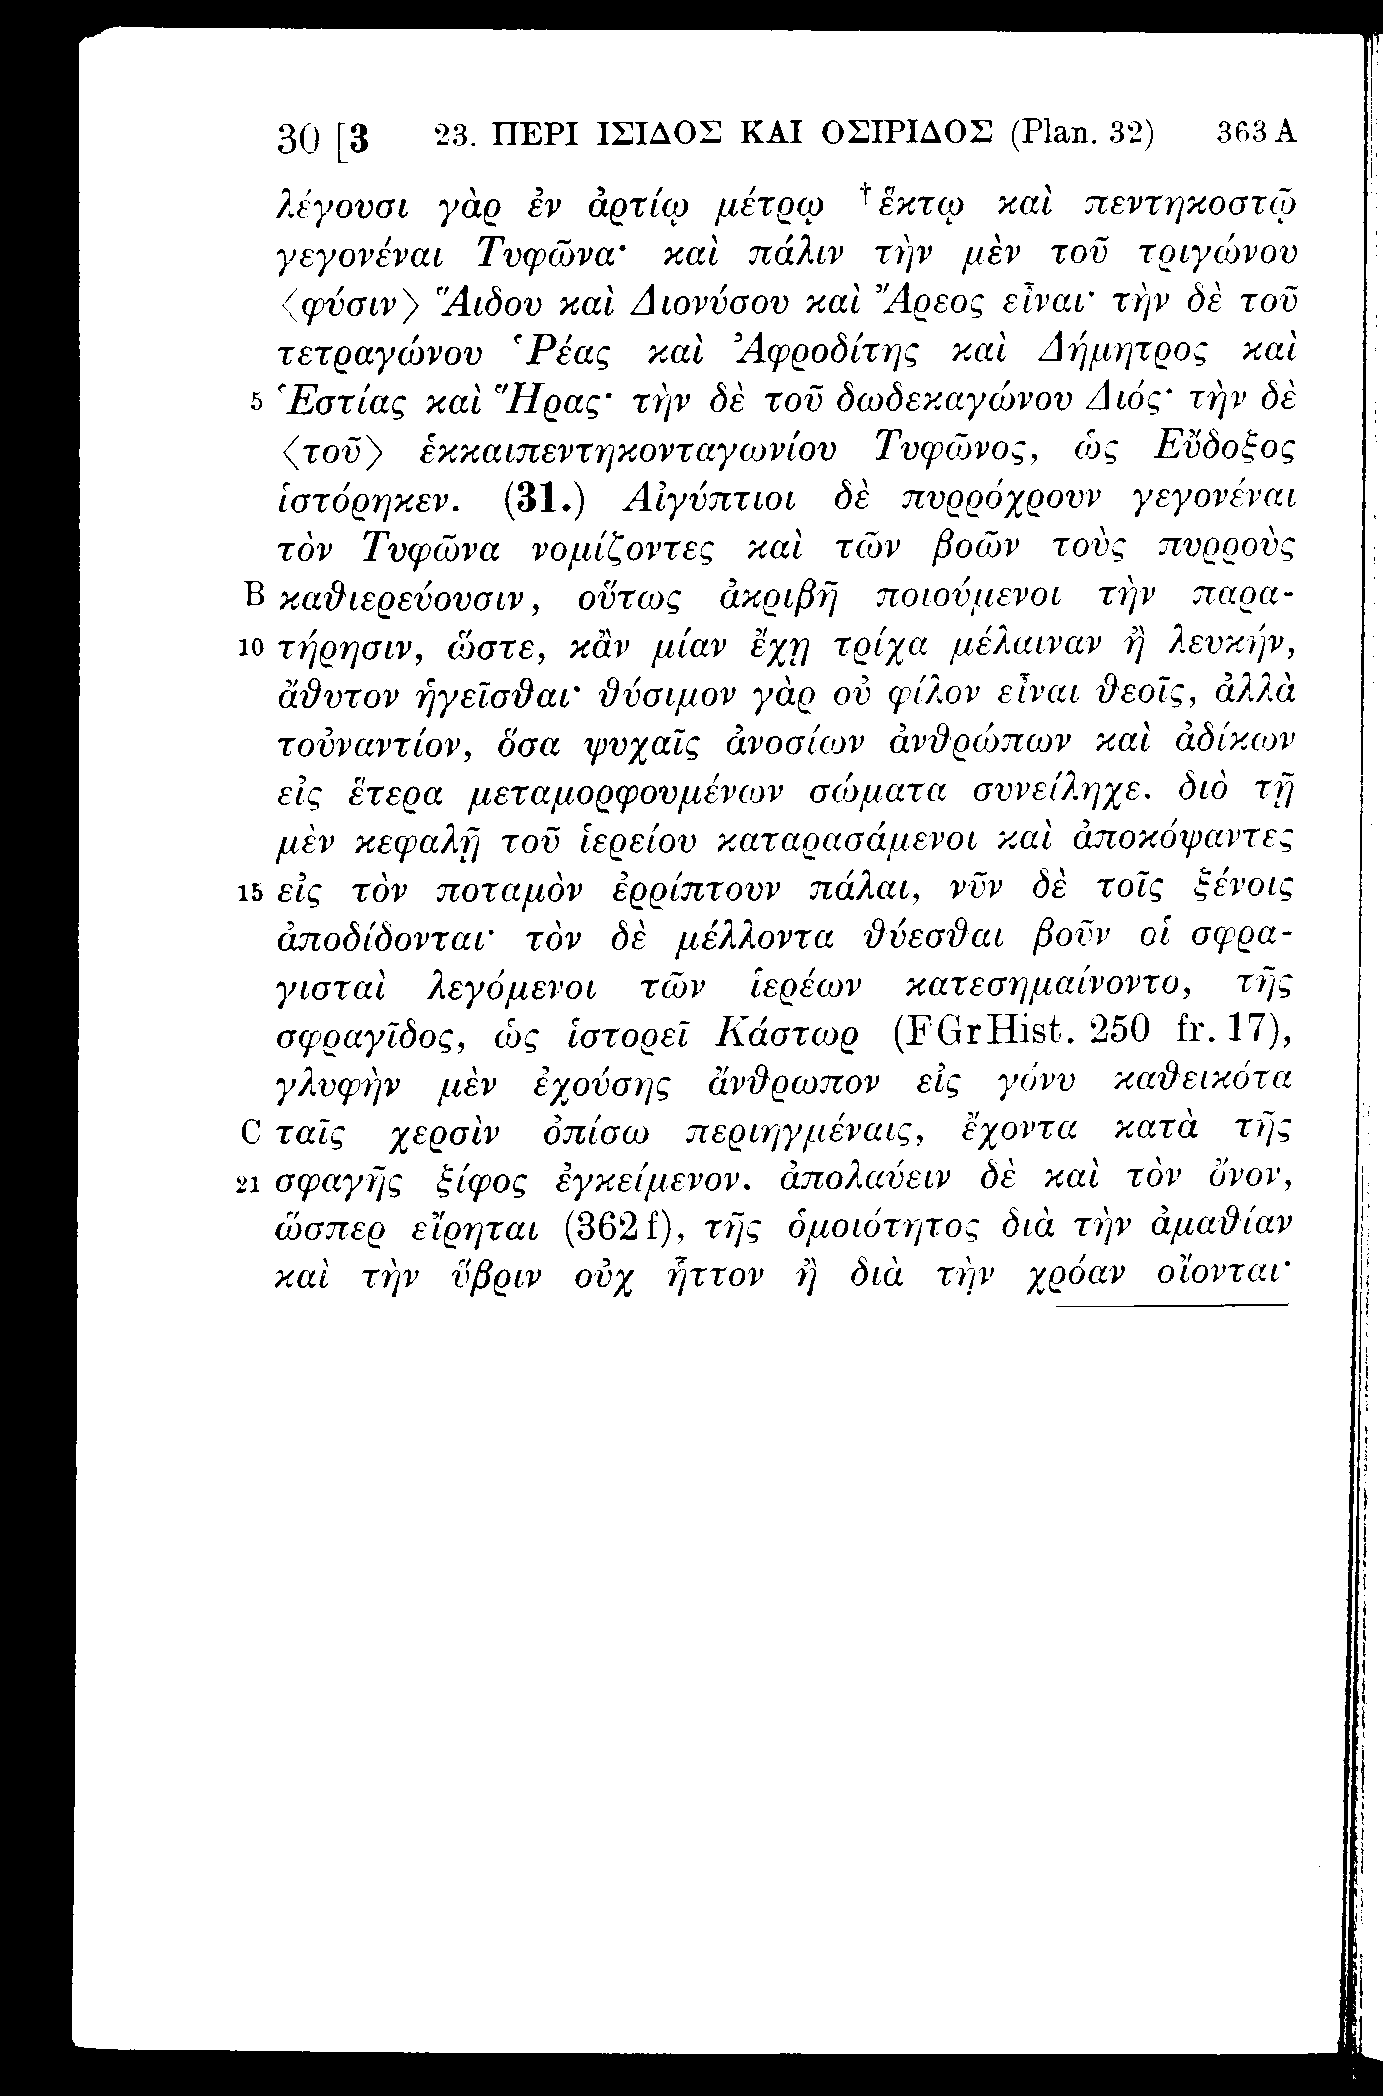 30 [3 23. ΠΕΡΙ ΙΣΙΔΟΣ ΚΑΙ ΟΣΙΡΙΔΟΣ (Plan. 32) 363 A
λέγουσι γὰρ ἐν ἀρτίῳ μέτρῳ †ἕκτῳ καὶ πεντηκοστῷ
γεγονέναι Τυφῶνα· καὶ πάλιν τὴν μὲν τοῦ τριγώνου
〈φύσιν〉 Ἅιδου καὶ Διονύσου καὶ Ἄρεος εἶναι· τὴν δὲ τοῦ
τετραγώνου Ῥέας καὶ Ἀφροδίτης καὶ Δήμητρος καὶ
5 Ἑστίας καὶ Ἥρας· τὴν δὲ τοῦ δωδεκαγώνου Διός· τὴν δὲ
〈τοῦ〉 ἑκκαιπεντηκονταγωνίου Τυφῶνος, ὡς Εὔδοξος
ἱστόρηκεν. (31.) Αἰγύπτιοι δὲ πυρρόχρουν γεγονέναι
τὸν Τυφῶνα νομίζοντες καὶ τῶν βοῶν τοὺς πυρροὺς
B καθιερεύουσιν, οὕτως ἀκριβῆ ποιούμενοι τὴν παρα-
10 τήρησιν, ὥστε, κἂν μίαν ἔχῃ τρίχα μέλαιναν ἢ λευκήν,
ἄθυτον ἡγεῖσθαι· θύσιμον γὰρ οὐ φίλον εἶναι θεοῖς, ἀλλὰ
τοὐναντίον, ὅσα ψυχαῖς ἀνοσίων ἀνθρώπων καὶ ἀδίκων
εἰς ἕτερα μεταμορφουμένων σώματα συνείληχε. διὸ τῇ
μὲν κεφαλῇ τοῦ ἱερείου καταρασάμενοι καὶ ἀποκόψαντες
15 εἰς τὸν ποταμὸν ἐρρίπτουν πάλαι, νῦν δὲ τοῖς ξένοις
ἀποδίδονται· τὸν δὲ μέλλοντα θύεσθαι βοῦν οἱ σφρα-
γισταὶ λεγόμενοι τῶν ἱερέων κατεσημαίνοντο, τῆς
σφραγῖδος, ὡς ἱστορεῖ Κάστωρ (FGrHist. 250 fr. 17),
γλυφὴν μὲν ἐχούσης ἄνθρωπον εἰς γόνυ καθεικότα
C ταῖς χερσὶν ὀπίσω περιηγμέναις, ἔχοντα κατὰ τῆς
21 σφαγῆς ξίφος ἐγκείμενον. ἀπολαύειν δὲ καὶ τὸν ὄνον,
ὥσπερ εἴρηται (362 f), τῆς ὁμοιότητος διὰ τὴν ἀμαθίαν
καὶ τὴν ὕβριν οὐχ ἧττον ἢ διὰ τὴν χρόαν οἴονται·